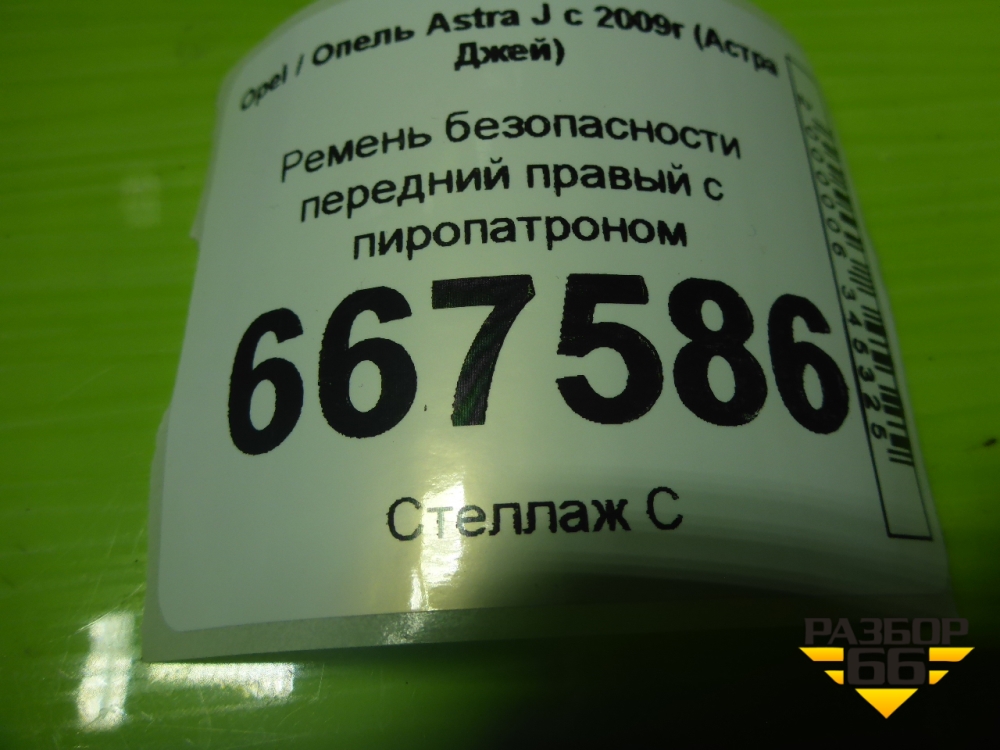 Opel / Опель Astra J с 2009г (Астра
Джей)
Ремень безопасности
передний правый с
пиропатроном
667586
Стеллаж С
РАЗБОР
66